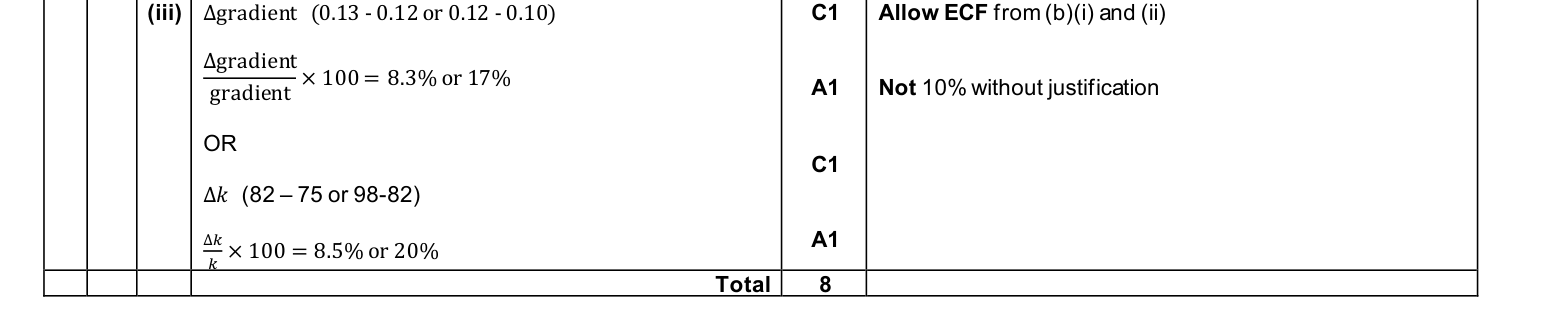 (iii) Δgradient (0.13 - 0.12 or 0.12 - 0.10) C1 Allow ECF from (b)(i) and (ii)
Δgradient/gradient × 100 = 8.3% or 17% A1 Not 10% without justification
OR
C1
Δk (82 – 75 or 98-82)
Δk/k × 100 = 8.5% or 20% A1
Total 8